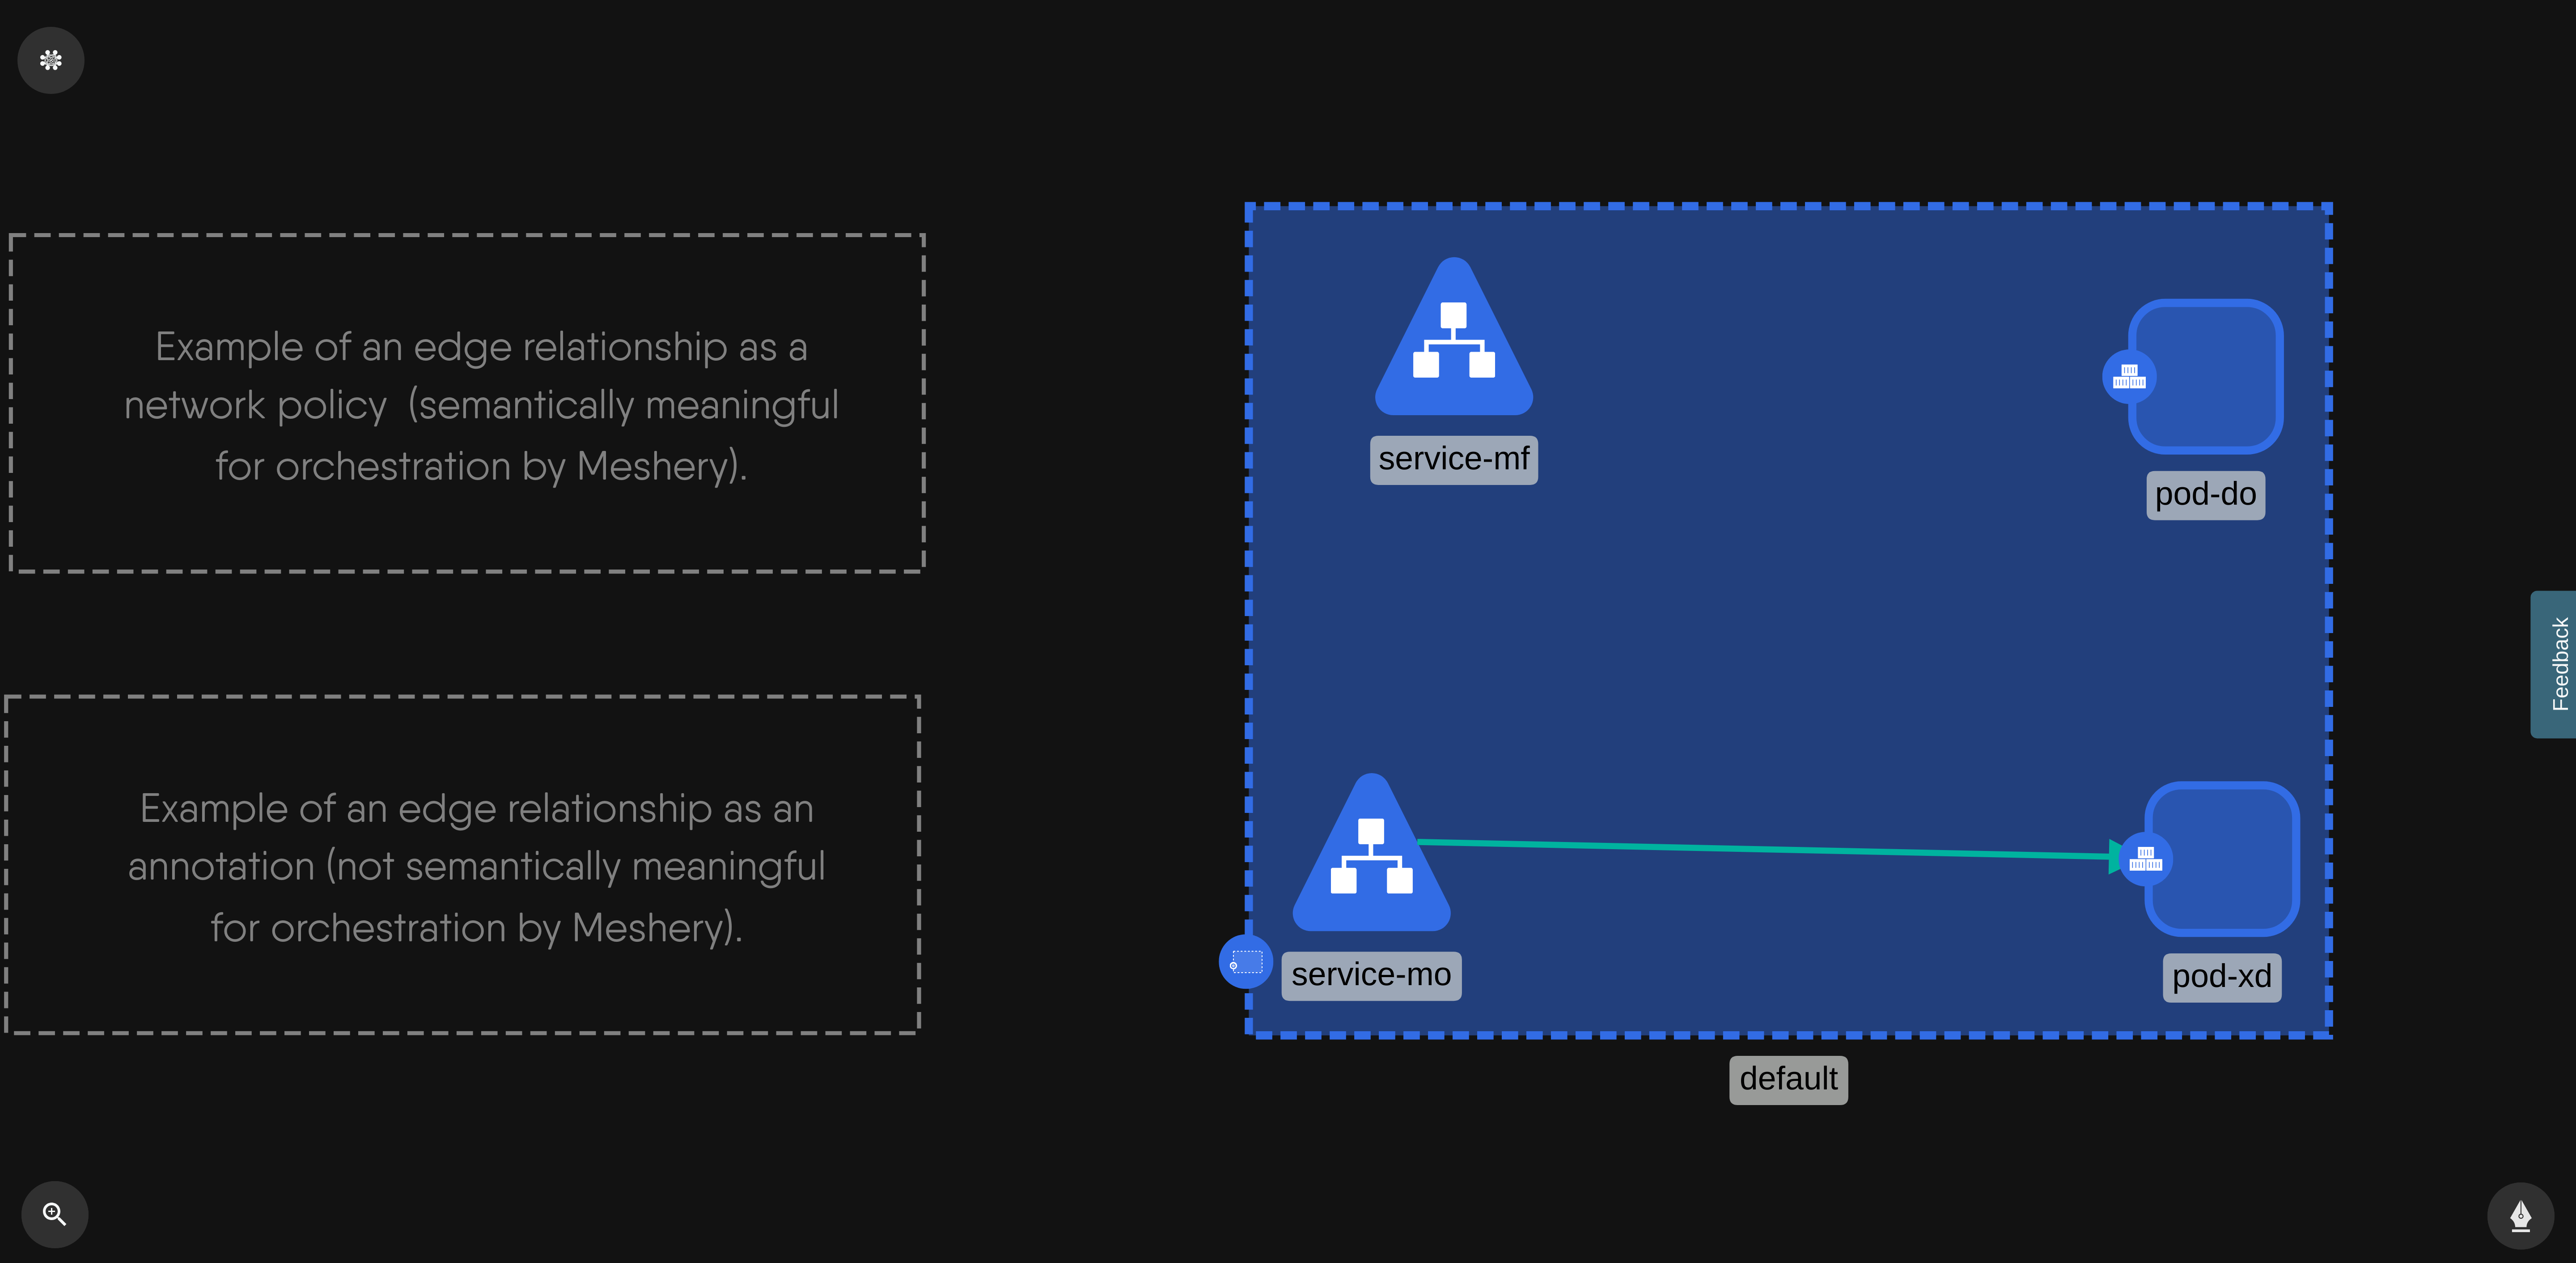 Example of an edge relationship as a
network policy  (semantically meaningful
for orchestration by Meshery).
Example of an edge relationship as an
annotation (not semantically meaningful
for orchestration by Meshery).
service-mf
pod-do
service-mo
pod-xd
default
Feedback